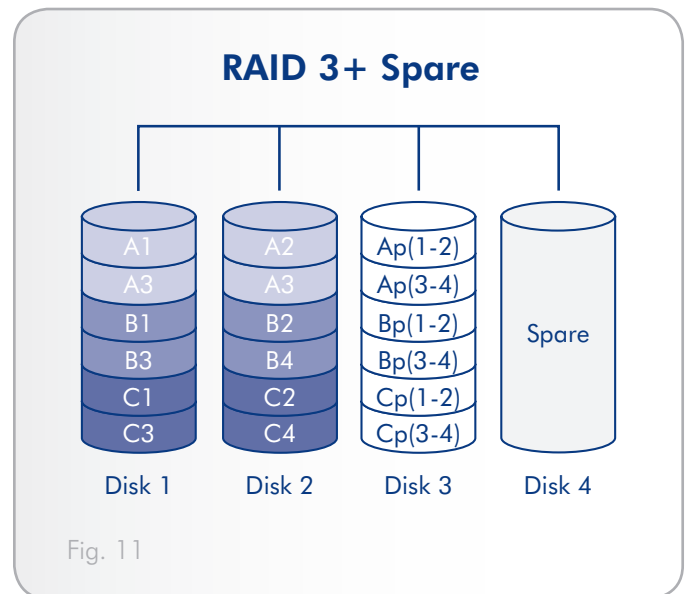 RAID 3+ Spare
A1 A2 Ap(1-2)
A3 A3 Ap(3-4)
B1 B2 Bp(1-2)
B3 B4 Bp(3-4)
Spare
C1 C2 Cp(1-2)
C3 C4 Cp(3-4)
Disk 1 Disk 2 Disk 3 Disk 4
Fig. 11